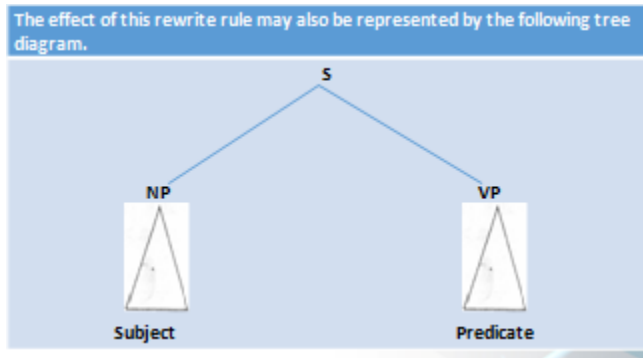 The effect of this rewrite rule may also be represented by the following tree
diagram.
S
NP VP
Subject Predicate